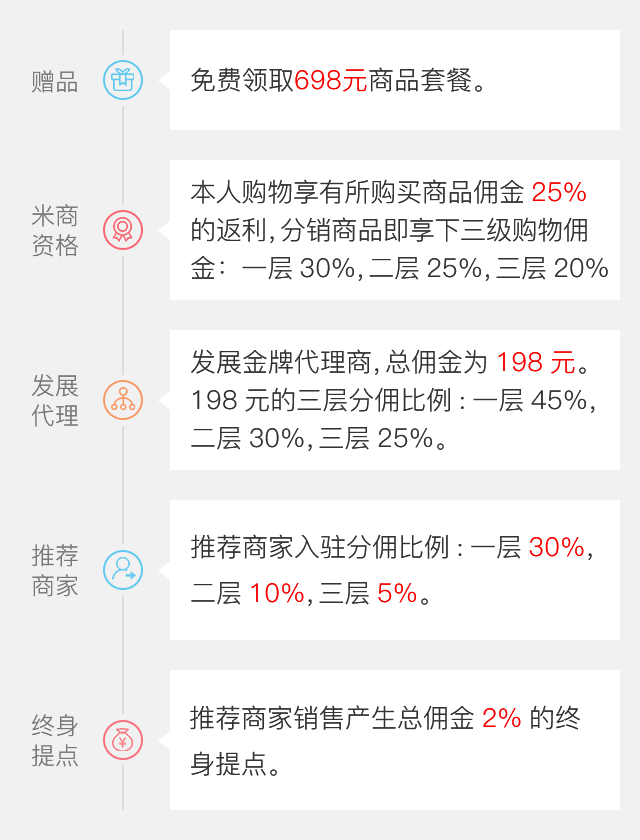 赠品
免费领取698元商品套餐。
米商
资格
本人购物享有所购买商品佣金 25%
的返利,分销商品即享下三级购物佣
金：一层 30%,二层 25%,三层 20%
发展
代理
发展金牌代理商,总佣金为 198 元。
198 元的三层分佣比例：一层 45%,
二层 30%,三层 25%。
推荐
商家
推荐商家入驻分佣比例：一层 30%,
二层 10%,三层 5%。
终身
提点
推荐商家销售产生总佣金 2% 的终
身提点。